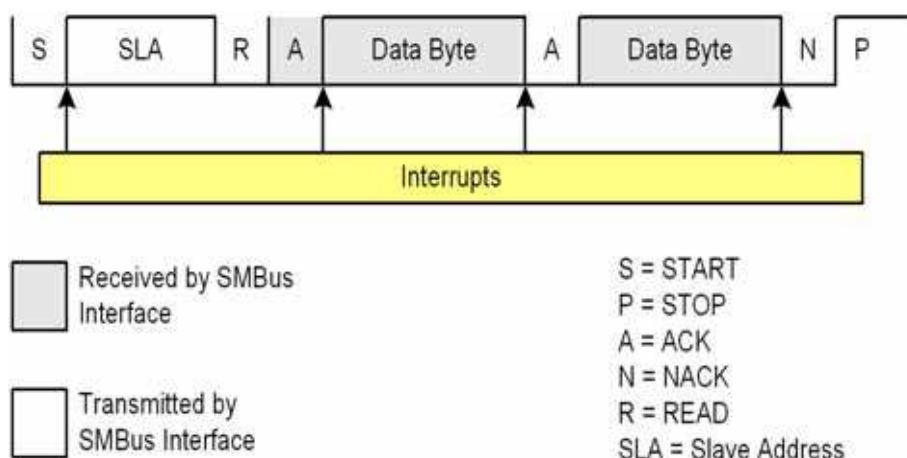 S SLA R A Data Byte A Data Byte N P
Interrupts
Received by SMBus
Interface
Transmitted by
SMBus Interface
S = START
P = STOP
A = ACK
N = NACK
R = READ
SLA = Slave Address